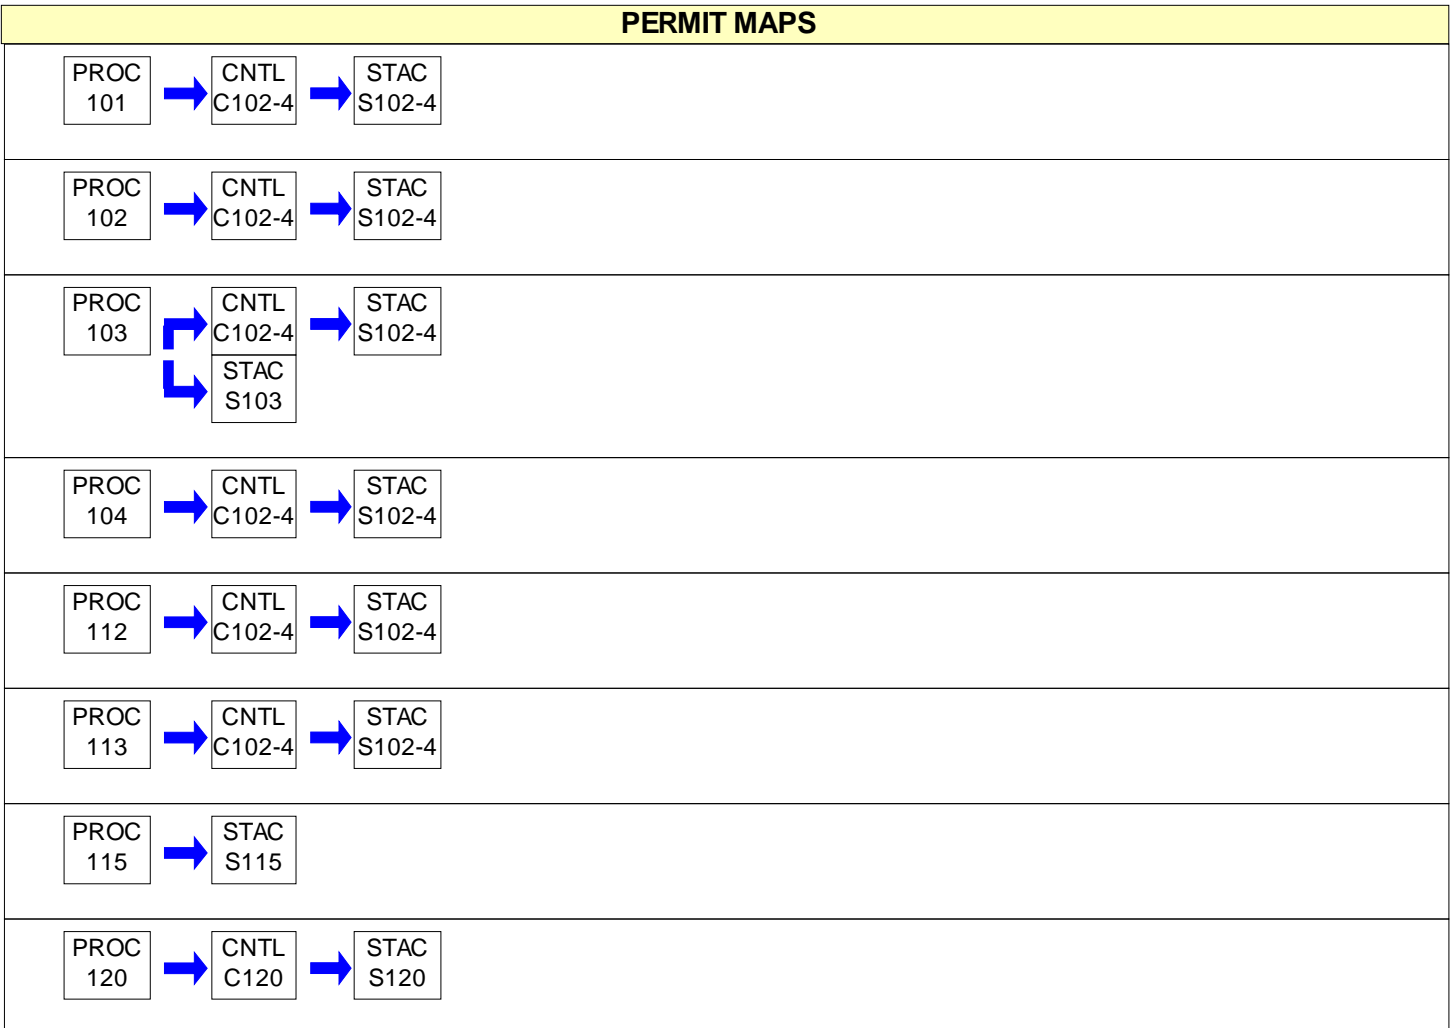 PERMIT MAPS
PROC
101
CNTL
C102-4
STAC
S102-4
PROC
102
CNTL
C102-4
STAC
S102-4
PROC
103
CNTL
C102-4
STAC
S102-4
STAC
S103
PROC
104
CNTL
C102-4
STAC
S102-4
PROC
112
CNTL
C102-4
STAC
S102-4
PROC
113
CNTL
C102-4
STAC
S102-4
PROC
115
STAC
S115
PROC
120
CNTL
C120
STAC
S120